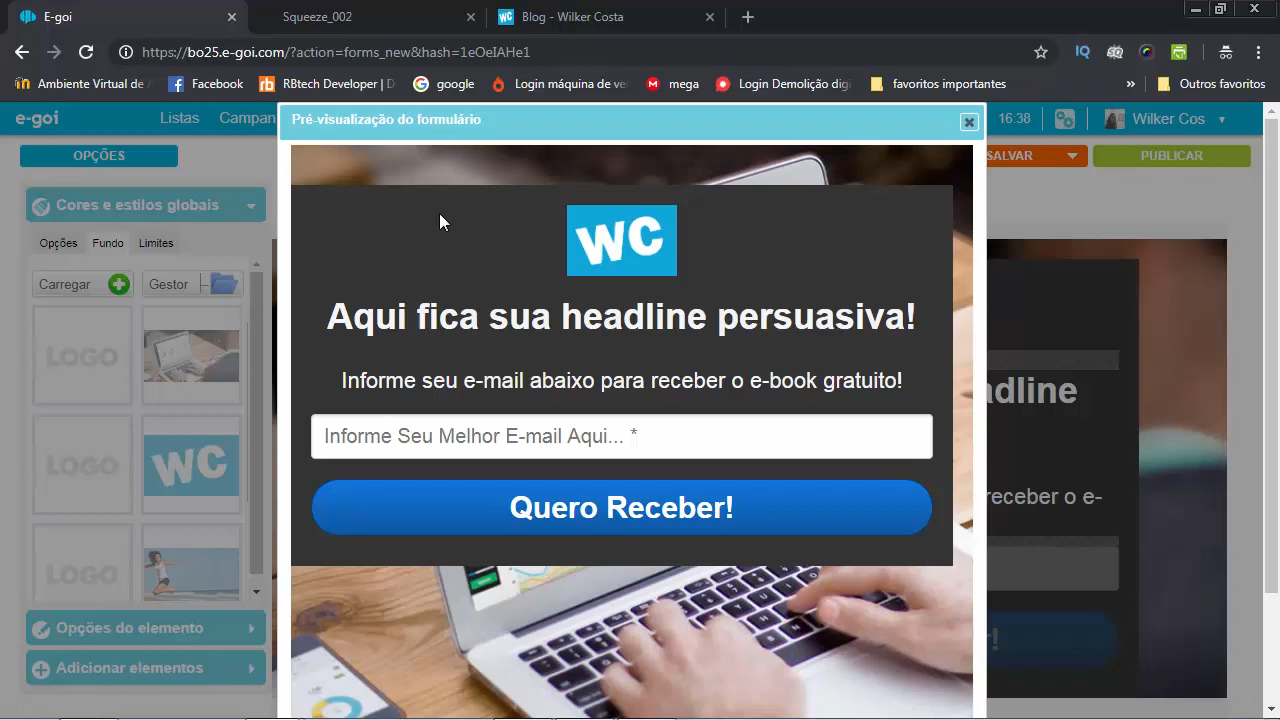 E-goi
Squeeze_002
Blog - Wilker Costa
https://bo25.e-goi.com/?action=forms_new&hash=1eOeIAHe1
Ambiente Virtual de
Facebook
RBtech Developer | D
google
Login máquina de ve
mega
Login Demolição digi
favoritos importantes
»
Outros favoritos
e-goi
Listas
Campan
Pré-visualização do formulário
16:38
Wilker Cos
OPÇÕES
SALVAR
PUBLICAR
Cores e estilos globais
Opções
Fundo
Limites
Carregar
Gestor
LOGO
LOGO
WC
LOGO
Opções do elemento
Adicionar elementos
WC
Aqui fica sua headline persuasiva!
Informe seu e-mail abaixo para receber o e-book gratuito!
Informe Seu Melhor E-mail Aqui... *
Quero Receber!
adline
receber o e-
r!